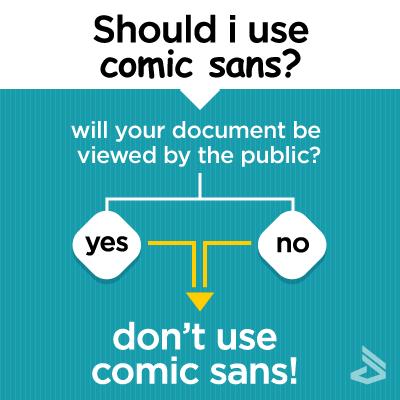 Should i use
comic sans?
will your document be
viewed by the public?
yes
no
don't use
comic sans!